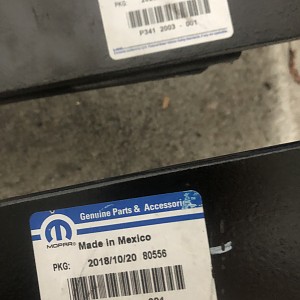 PKG:
P341 2003 - 001
Genuine Parts & Accessories
MOPAR
Made in Mexico
PKG: 2018/10/20 80556